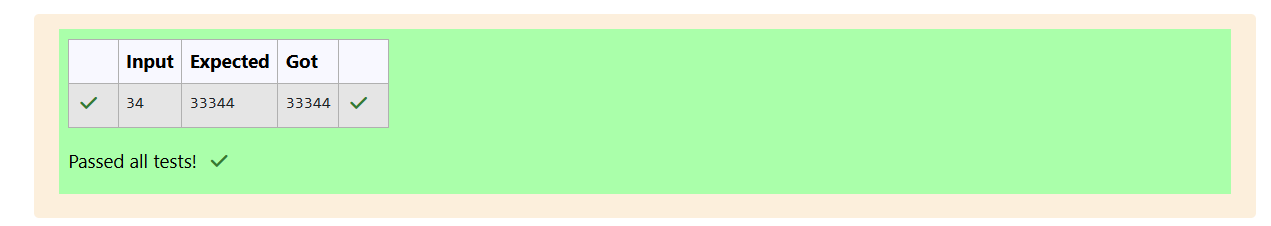 Input Expected Got
34 33344 33344
Passed all tests!